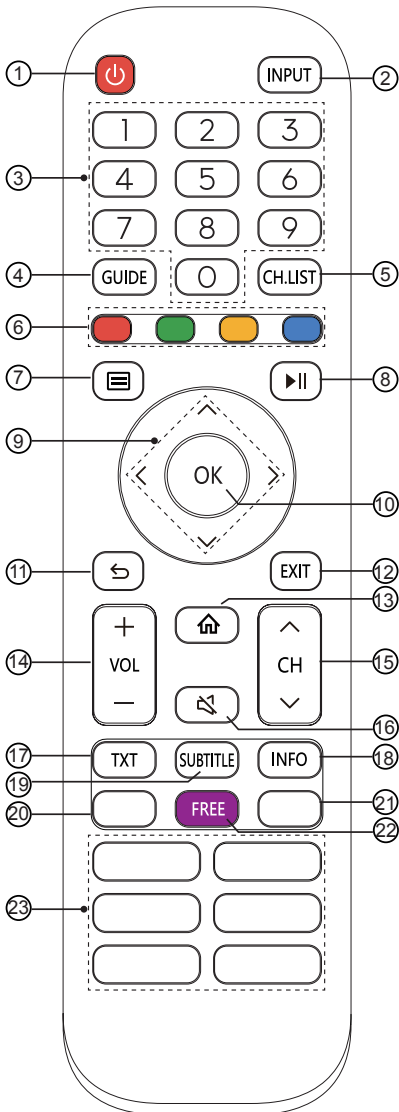 ① INPUT ②
1 2 3
③ 4 5 6
7 8 9
④ GUIDE 0 CH.LIST ⑤
⑥
⑦ ⑧
⑨
OK
⑩
⑪ EXIT ⑫
⑬
+
⑭ VOL CH ⑮
−
⑯
⑰ TXT SUBTITLE INFO ⑱
⑲
⑳ FREE ㉑
㉒
㉓